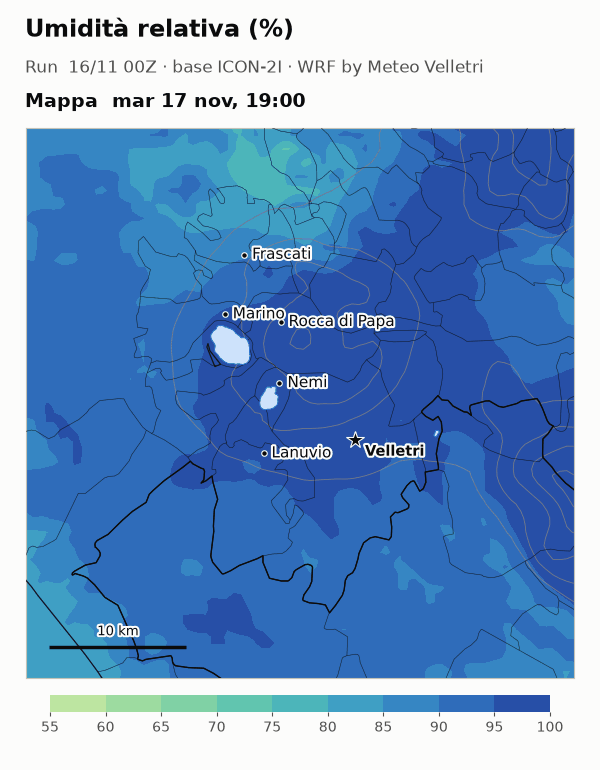 Umidità relativa (%)
Run  16/11 00Z · base ICON-2I · WRF by Meteo Velletri
Mappa  mar 17 nov, 19:00
Frascati
Marino
Rocca di Papa
Nemi
Velletri
Lanuvio
10 km
55 60 65 70 75 80 85 90 95 100